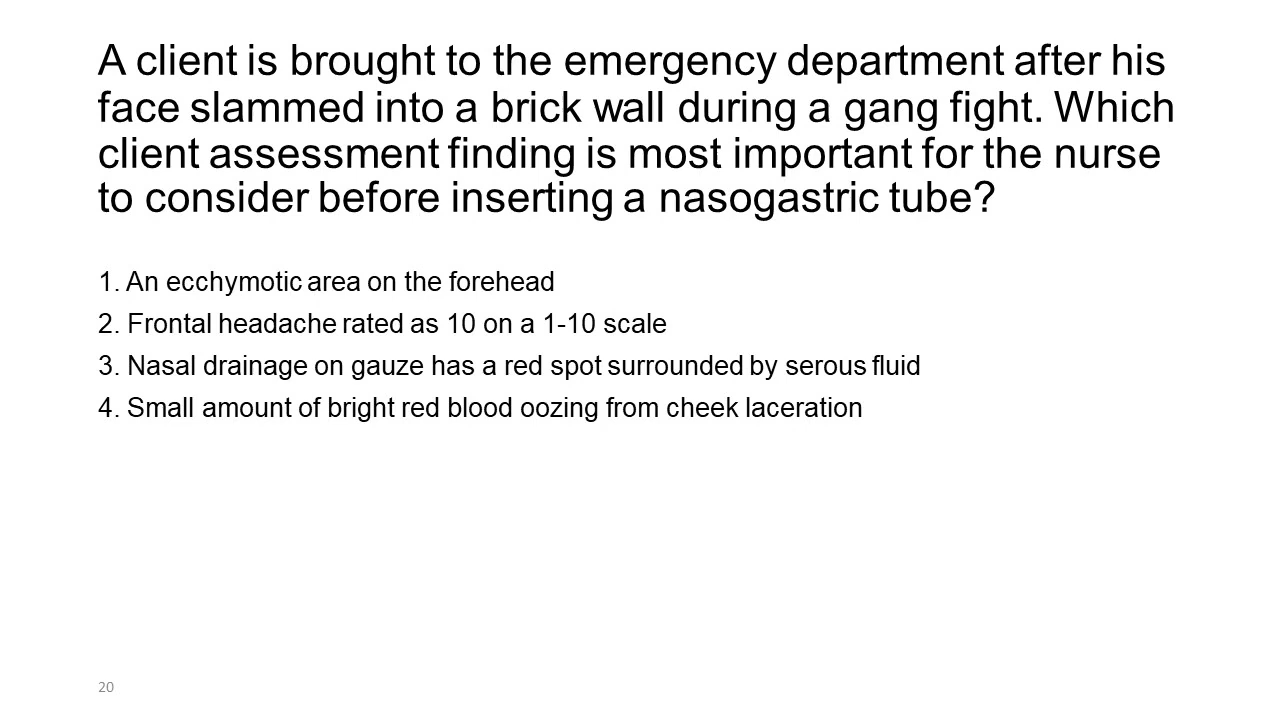 A client is brought to the emergency department after his
face slammed into a brick wall during a gang fight. Which
client assessment finding is most important for the nurse
to consider before inserting a nasogastric tube?
1. An ecchymotic area on the forehead
2. Frontal headache rated as 10 on a 1-10 scale
3. Nasal drainage on gauze has a red spot surrounded by serous fluid
4. Small amount of bright red blood oozing from cheek laceration
20